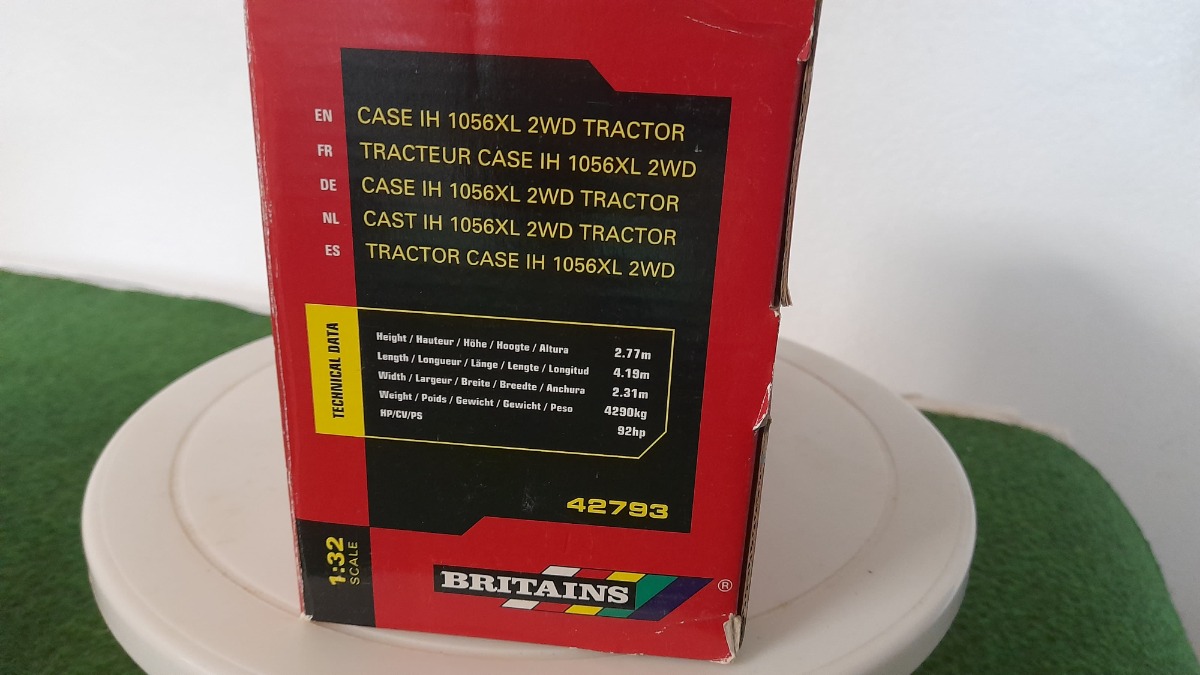 EN CASE IH 1056XL 2WD TRACTOR
FR TRACTEUR CASE IH 1056XL 2WD
DE CASE IH 1056XL 2WD TRACTOR
NL CAST IH 1056XL 2WD TRACTOR
ES TRACTOR CASE IH 1056XL 2WD
TECHNICAL DATA
Height / Hauteur / Höhe / Hoogte / Altura 2.77m
Length / Longueur / Länge / Lengte / Longitud 4.19m
Width / Largeur / Breite / Breedte / Anchura 2.31m
Weight / Poids / Gewicht / Gewicht / Peso 4290kg
HP/CV/PS 92hp
42793
1:32
SCALE
BRITAINS ®